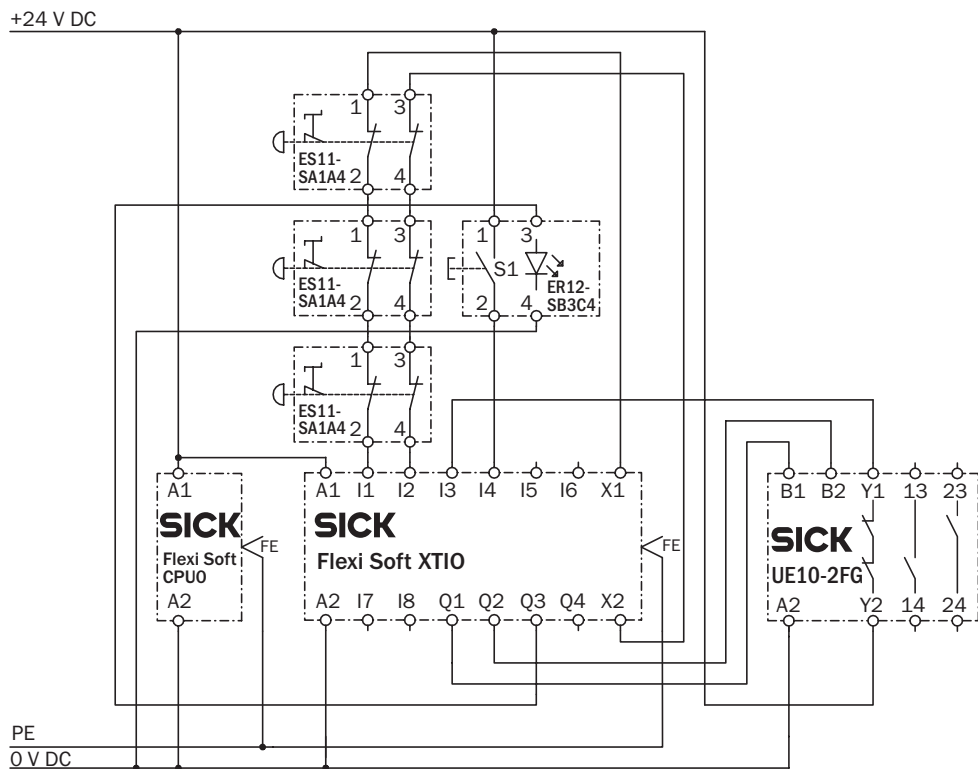 +24 V DC
1 3
ES11-
SA1A4
2 4
1 3
ES11-
SA1A4
2 4
1 3
S1
ER12-
SB3C4
2 4
1 3
ES11-
SA1A4
2 4
A1
SICK
Flexi Soft
CPU0
A2
FE
A1 I1 I2 I3 I4 I5 I6 X1
SICK
Flexi Soft XTIO
A2 I7 I8 Q1 Q2 Q3 Q4 X2
FE
B1 B2 Y1 13 23
SICK
UE10-2FG
A2 Y2 14 24
PE
0 V DC